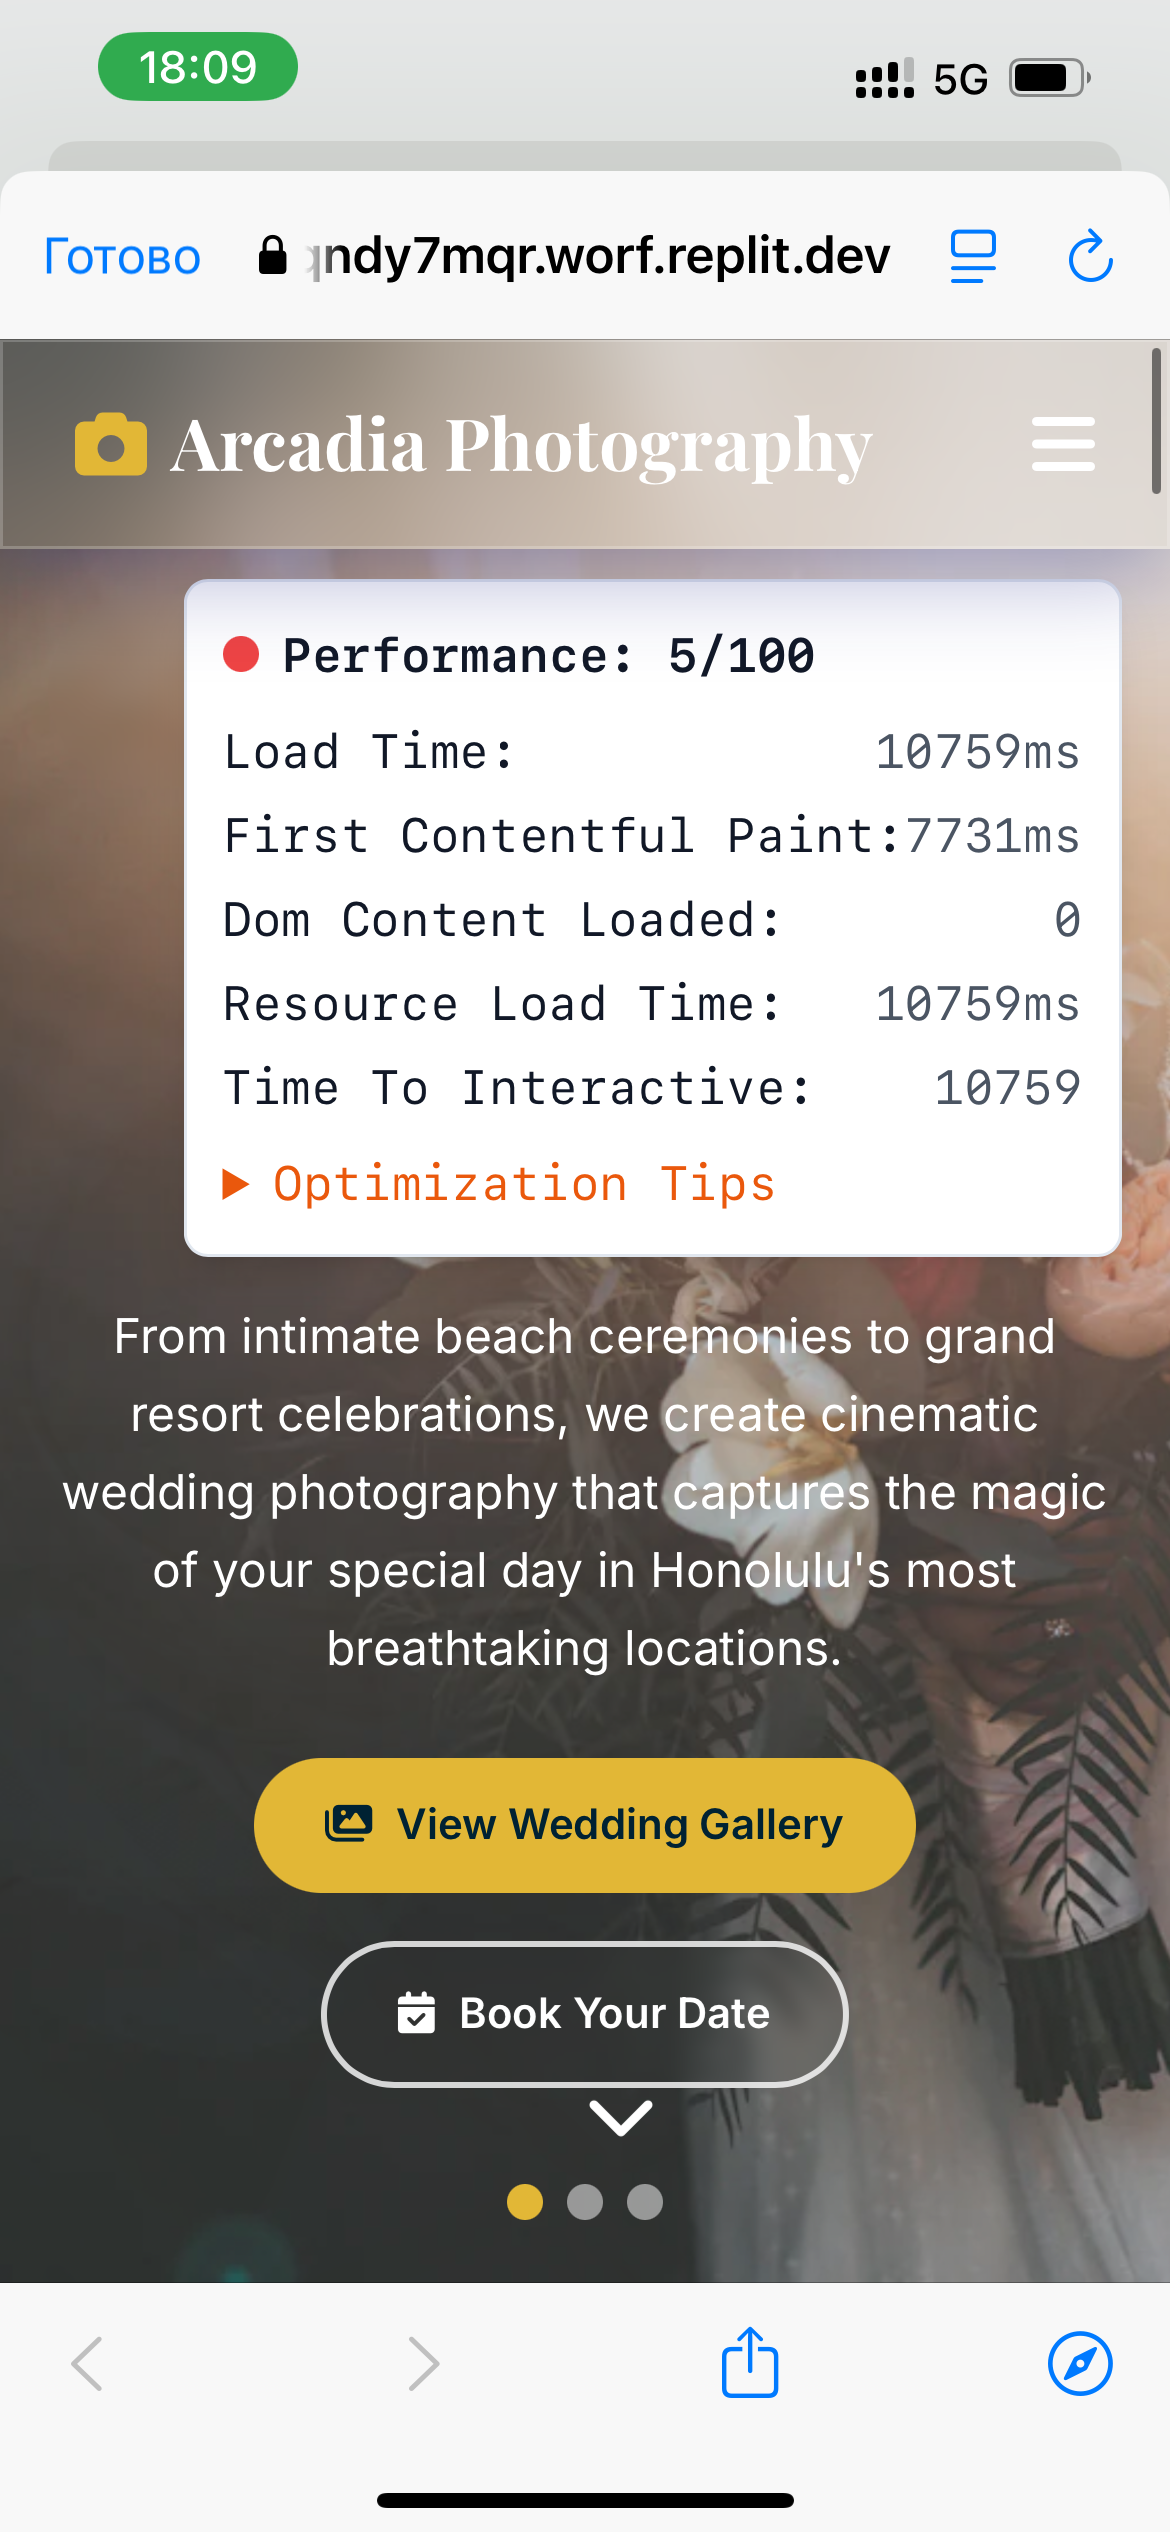 18:09
5G
Готово
qndy7mqr.worf.replit.dev
Arcadia Photography
Performance: 5/100
Load Time: 10759ms
First Contentful Paint: 7731ms
Dom Content Loaded: 0
Resource Load Time: 10759ms
Time To Interactive: 10759
Optimization Tips
From intimate beach ceremonies to grand
resort celebrations, we create cinematic
wedding photography that captures the magic
of your special day in Honolulu's most
breathtaking locations.
View Wedding Gallery
Book Your Date